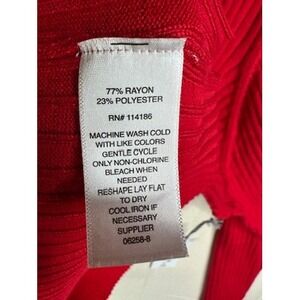 77% RAYON
23% POLYESTER
RN# 114186
MACHINE WASH COLD
WITH LIKE COLORS
GENTLE CYCLE
ONLY NON-CHLORINE
BLEACH WHEN
NEEDED
RESHAPE LAY FLAT
TO DRY
COOL IRON IF
NECESSARY
SUPPLIER
06258-8